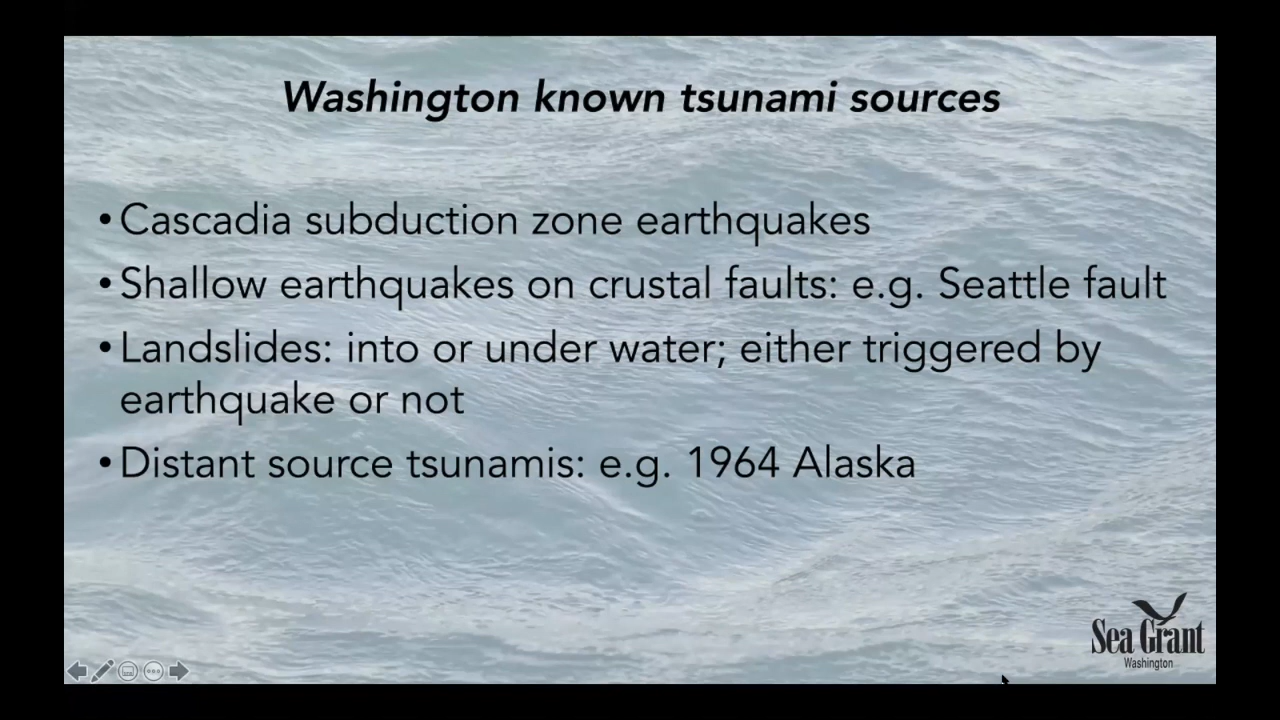 Washington known tsunami sources
•Cascadia subduction zone earthquakes
•Shallow earthquakes on crustal faults: e.g. Seattle fault
•Landslides: into or under water; either triggered by
earthquake or not
•Distant source tsunamis: e.g. 1964 Alaska
Sea Grant
Washington